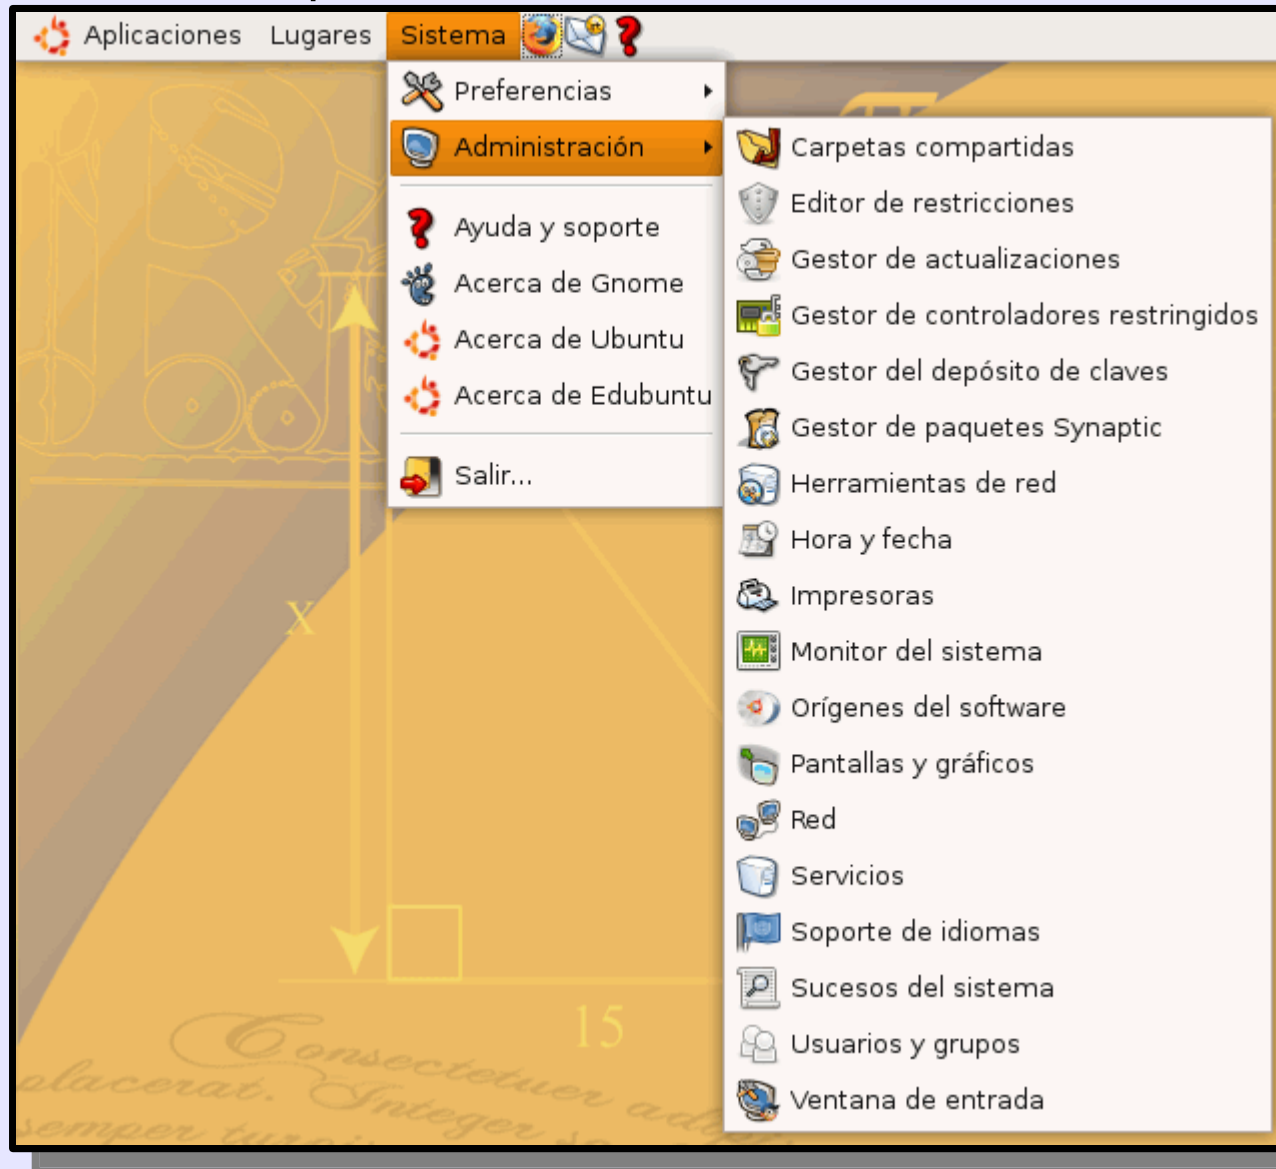 Aplicaciones Lugares Sistema
Preferencias
Administración
Ayuda y soporte
Acerca de Gnome
Acerca de Ubuntu
Acerca de Edubuntu
Salir...
Carpetas compartidas
Editor de restricciones
Gestor de actualizaciones
Gestor de controladores restringidos
Gestor del depósito de claves
Gestor de paquetes Synaptic
Herramientas de red
Hora y fecha
Impresoras
Monitor del sistema
Orígenes del software
Pantallas y gráficos
Red
Servicios
Soporte de idiomas
Sucesos del sistema
Usuarios y grupos
Ventana de entrada
X
15
Consectetuer
placerat. Integer
semper